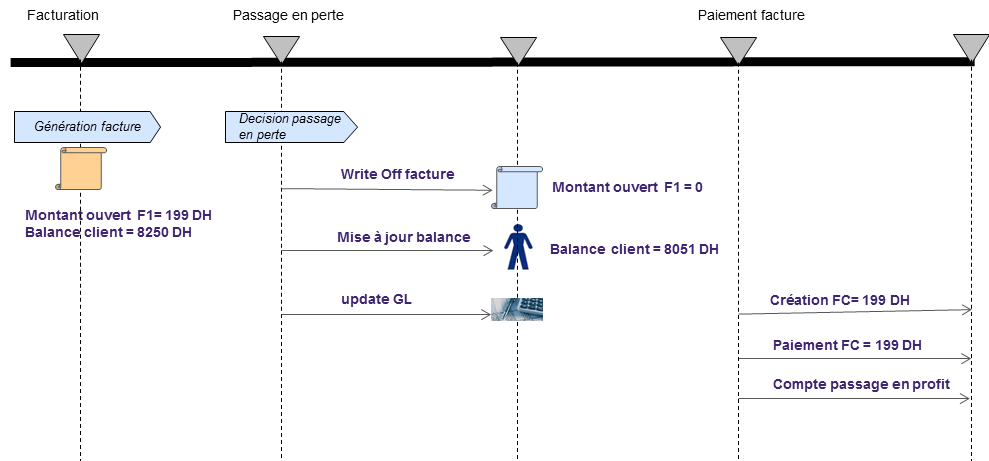 Facturation
Passage en perte
Paiement facture
Génération facture
Decision passage
en perte
Write Off facture
Montant ouvert F1 = 0
Montant ouvert F1= 199 DH
Balance client = 8250 DH
Mise à jour balance
Balance client = 8051 DH
update GL
Création FC= 199 DH
Paiement FC = 199 DH
Compte passage en profit